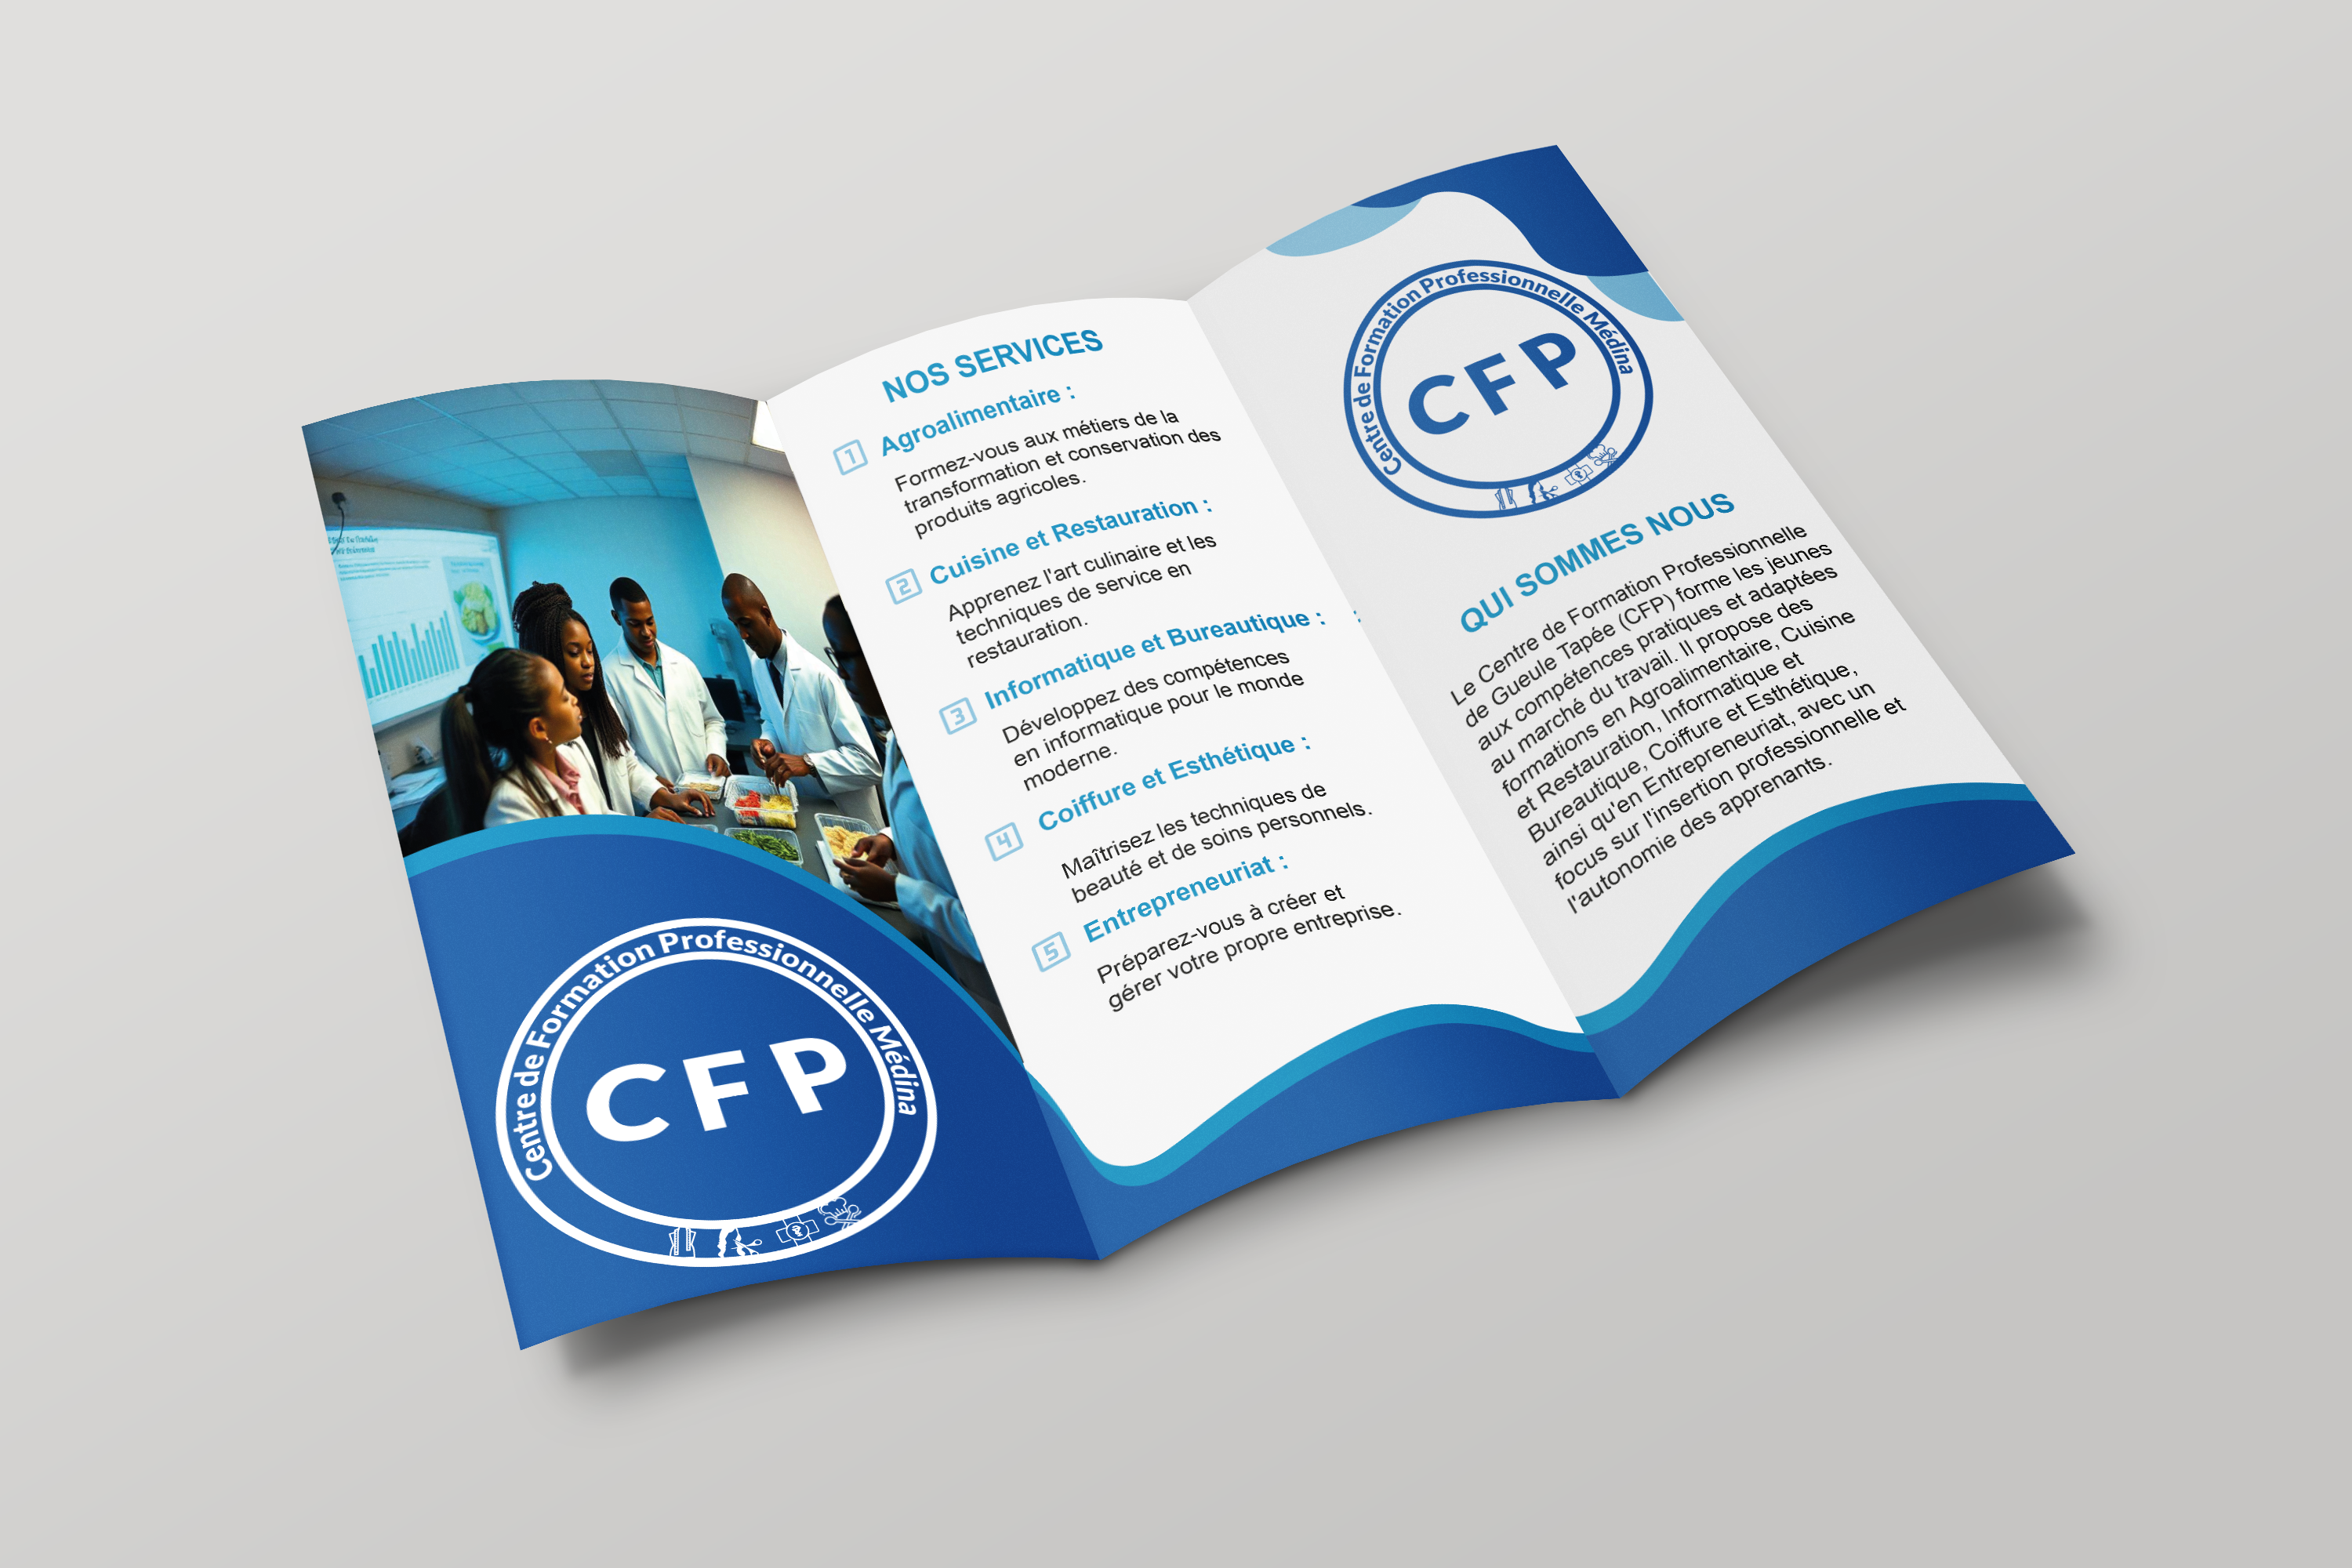 Centre de Formation Professionnelle Médina
CFP
NOS SERVICES
1
Agroalimentaire :
Formez-vous aux métiers de la
transformation et conservation des
produits agricoles.
2
Cuisine et Restauration :
Apprenez l'art culinaire et les
techniques de service en
restauration.
3
Informatique et Bureautique :
:
Développez des compétences
en informatique pour le monde
moderne.
4
Coiffure et Esthétique :
Maîtrisez les techniques de
beauté et de soins personnels.
5
Entrepreneuriat :
Préparez-vous à créer et
gérer votre propre entreprise.
Centre de Formation Professionnelle Médina
CFP
QUI SOMMES NOUS
Le Centre de Formation Professionnelle
de Gueule Tapée (CFP) forme les jeunes
aux compétences pratiques et adaptées
au marché du travail. Il propose des
formations en Agroalimentaire, Cuisine
et Restauration, Informatique et
Bureautique, Coiffure et Esthétique,
ainsi qu'en Entrepreneuriat, avec un
focus sur l'insertion professionnelle et
l'autonomie des apprenants.